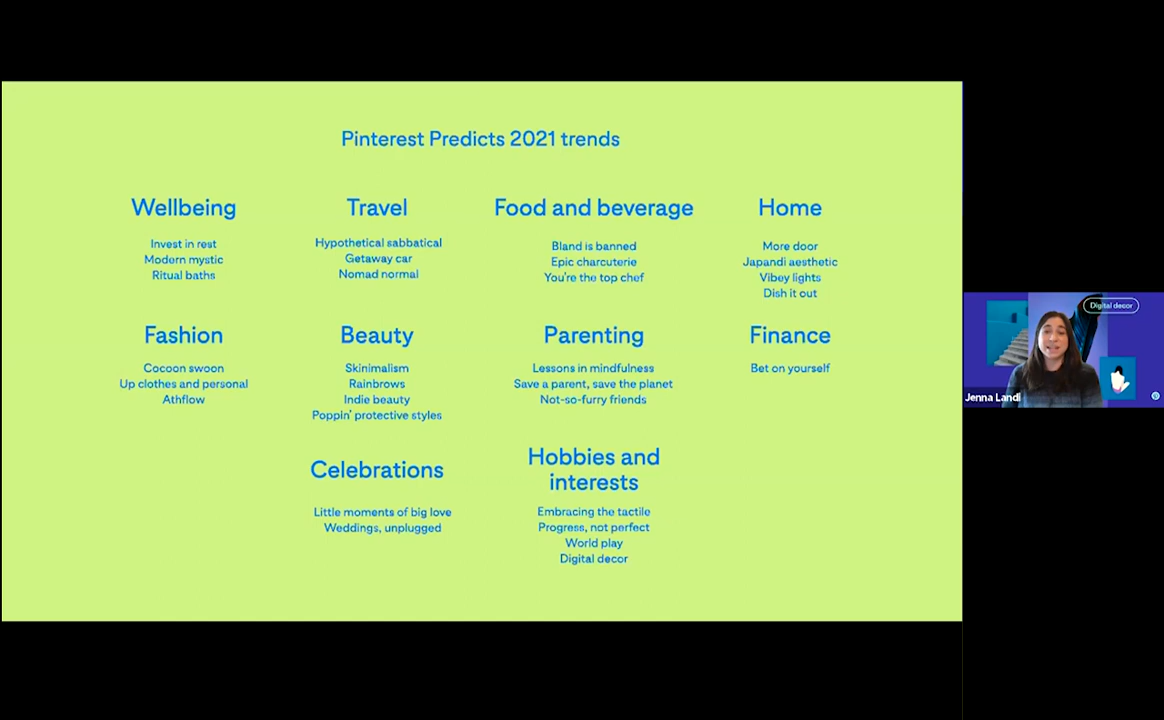 Pinterest Predicts 2021 trends
Wellbeing
Invest in rest
Modern mystic
Ritual baths
Travel
Hypothetical sabbatical
Getaway car
Nomad normal
Food and beverage
Bland is banned
Epic charcuterie
You're the top chef
Home
More door
Japandi aesthetic
Vibey lights
Dish it out
Fashion
Cocoon swoon
Up clothes and personal
Athflow
Beauty
Skinimalism
Rainbrows
Indie beauty
Poppin' protective styles
Parenting
Lessons in mindfulness
Save a parent, save the planet
Not-so-furry friends
Finance
Bet on yourself
Celebrations
Little moments of big love
Weddings, unplugged
Hobbies and
interests
Embracing the tactile
Progress, not perfect
World play
Digital decor
Digital decor
Jenna Landi